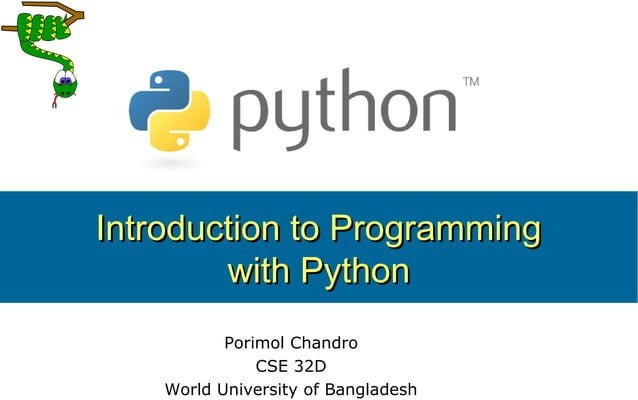 python™
Introduction to Programming
with Python
Porimol Chandro
CSE 32D
World University of Bangladesh